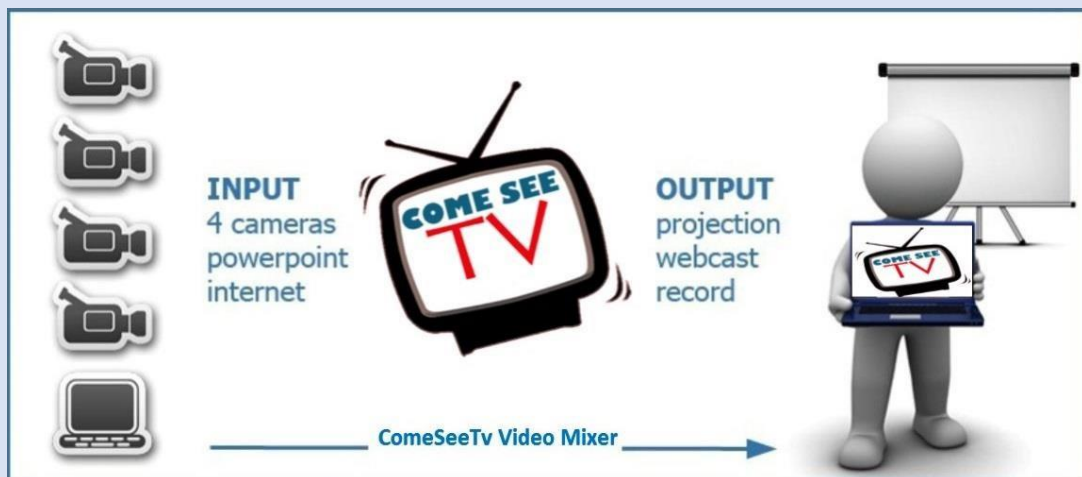 INPUT
4 cameras
powerpoint
internet
COME SEE
TV
OUTPUT
projection
webcast
record
COME SEE
TV
ComeSeeTv Video Mixer